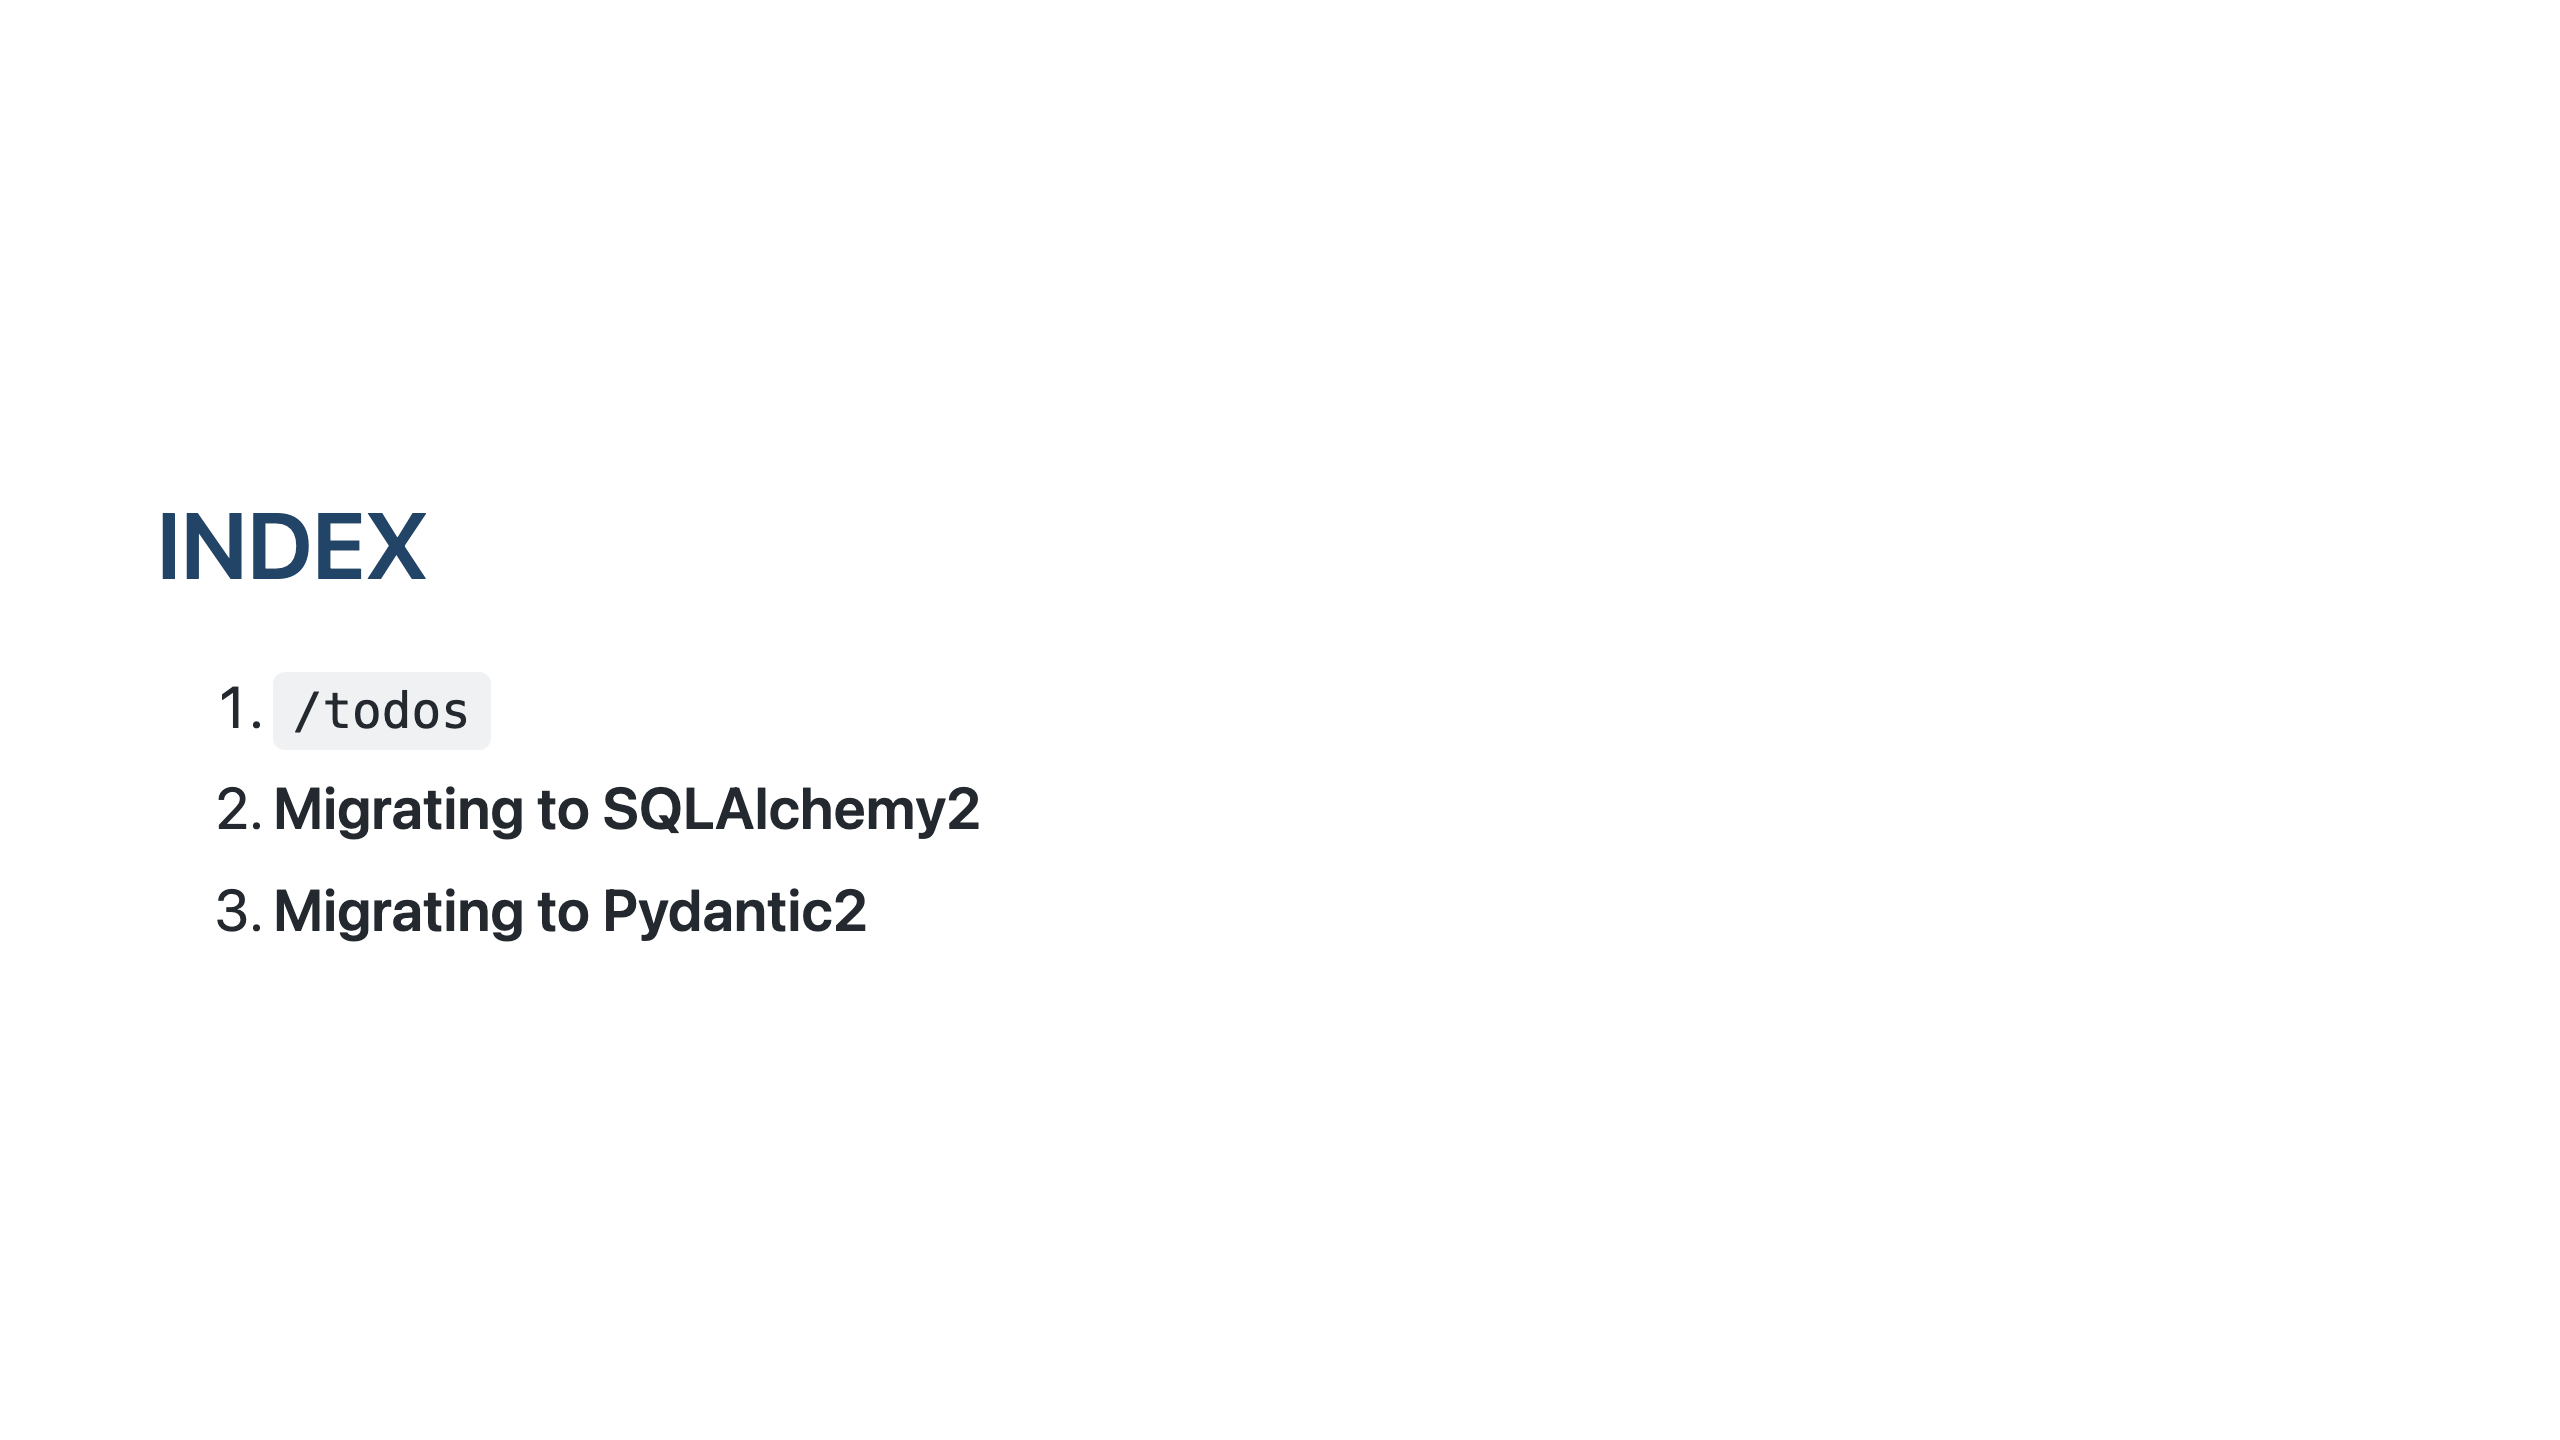 INDEX
1. /todos
2. Migrating to SQLAlchemy2
3. Migrating to Pydantic2